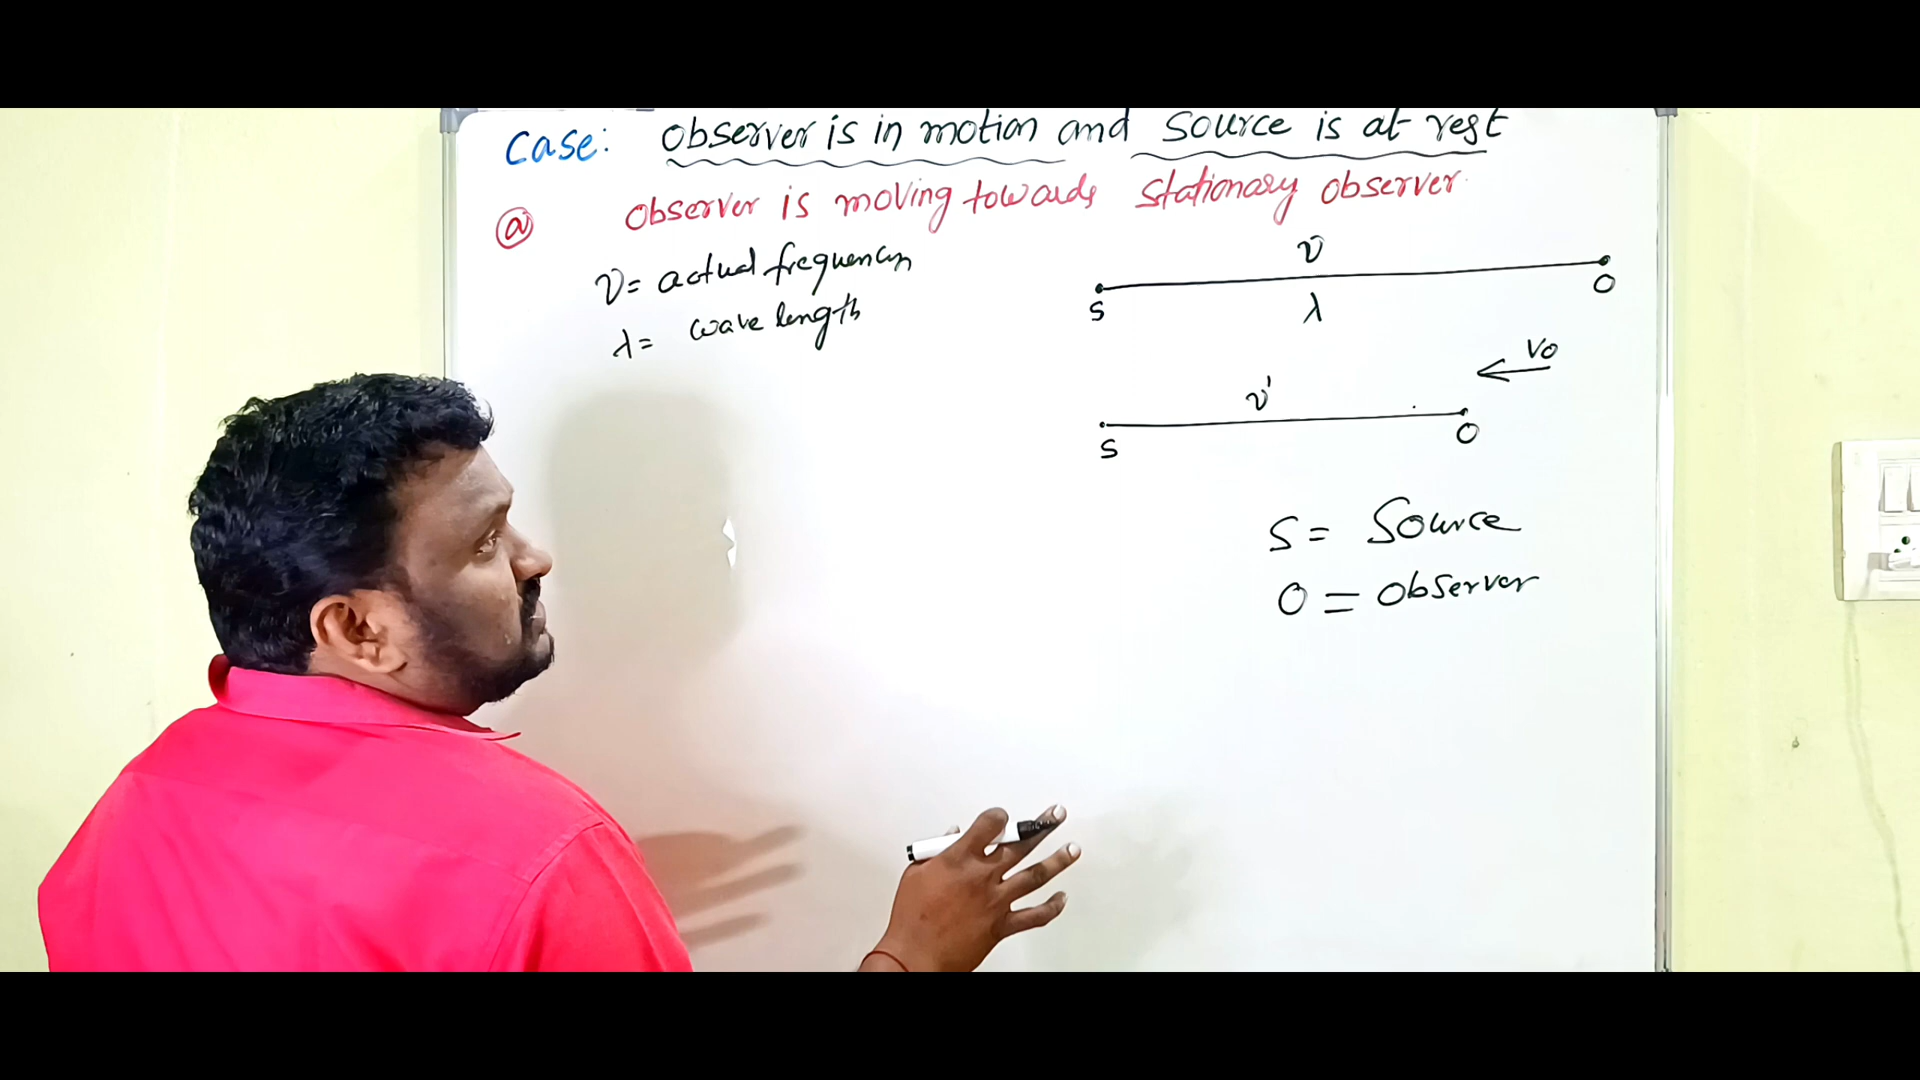 Case: Observer is in motion and Source is at rest
(a) Observer is moving towards stationary observer
ν = actual frequency
λ = wave length
ν
S O
λ
Vo
ν'
S O
S = Source
O = Observer